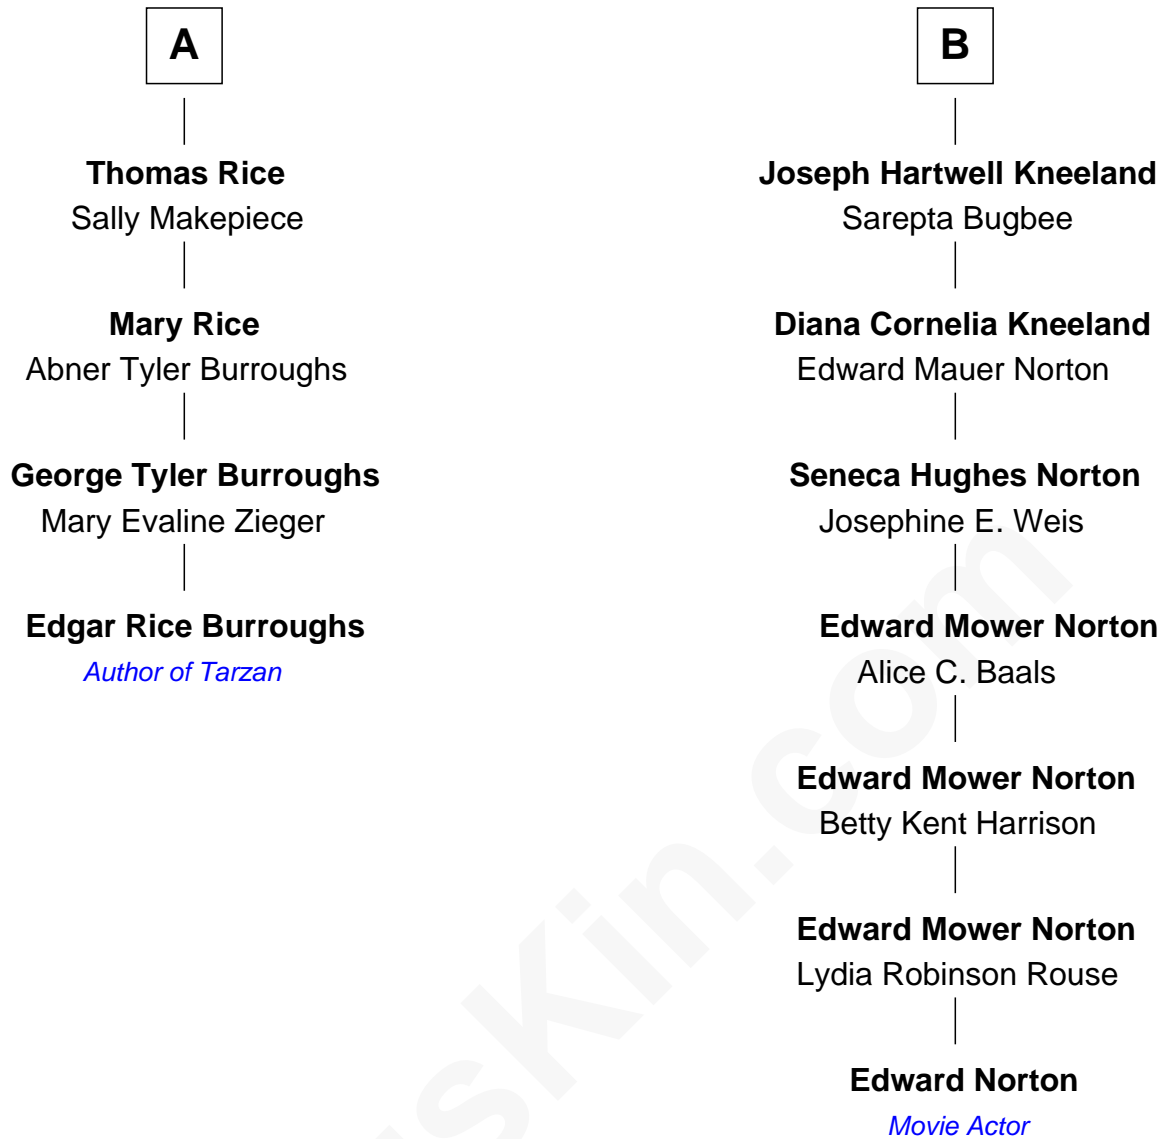 A
Thomas Rice
Sally Makepiece
Mary Rice
Abner Tyler Burroughs
George Tyler Burroughs
Mary Evaline Zieger
Edgar Rice Burroughs
Author of Tarzan
B
Joseph Hartwell Kneeland
Sarepta Bugbee
Diana Cornelia Kneeland
Edward Mauer Norton
Seneca Hughes Norton
Josephine E. Weis
Edward Mower Norton
Alice C. Baals
Edward Mower Norton
Betty Kent Harrison
Edward Mower Norton
Lydia Robinson Rouse
Edward Norton
Movie Actor
sKin.com